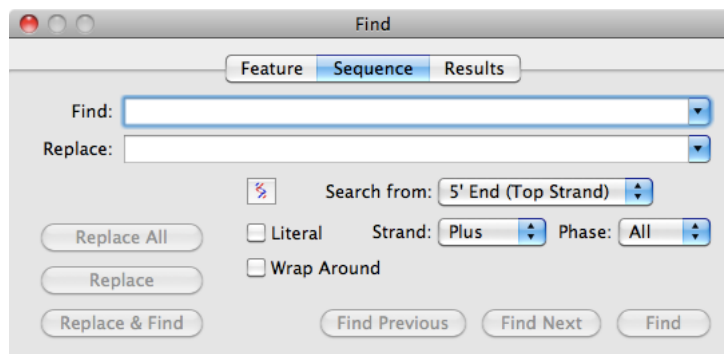 Find
Feature Sequence Results
Find:
Replace:
Search from: 5' End (Top Strand)
Replace All Literal Strand: Plus Phase: All
Replace Wrap Around
Replace & Find Find Previous Find Next Find